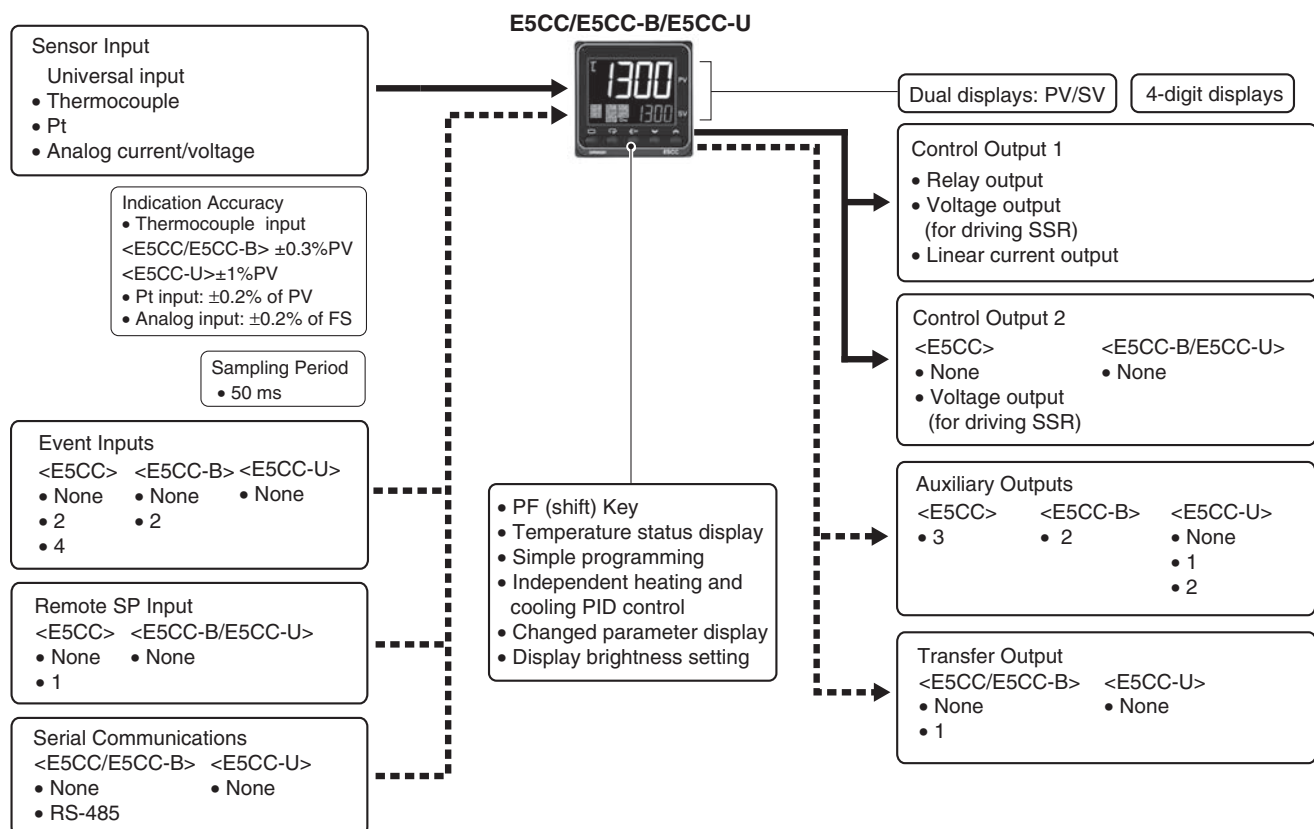 E5CC/E5CC-B/E5CC-U
Sensor Input
Universal input
• Thermocouple
• Pt
• Analog current/voltage
Indication Accuracy
• Thermocouple input
<E5CC/E5CC-B> ±0.3%PV
<E5CC-U>±1%PV
• Pt input: ±0.2% of PV
• Analog input: ±0.2% of FS
Sampling Period
• 50 ms
Event Inputs
<E5CC> <E5CC-B> <E5CC-U>
• None • None • None
• 2 • 2
• 4
Remote SP Input
<E5CC> <E5CC-B/E5CC-U>
• None • None
• 1
Serial Communications
<E5CC/E5CC-B> <E5CC-U>
• None • None
• RS-485
1300
PV
1300
SV
E5CC
• PF (shift) Key
• Temperature status display
• Simple programming
• Independent heating and
cooling PID control
• Changed parameter display
• Display brightness setting
Dual displays: PV/SV
4-digit displays
Control Output 1
• Relay output
• Voltage output
(for driving SSR)
• Linear current output
Control Output 2
<E5CC> <E5CC-B/E5CC-U>
• None • None
• Voltage output
(for driving SSR)
Auxiliary Outputs
<E5CC> <E5CC-B> <E5CC-U>
• 3 • 2 • None
• 1
• 2
Transfer Output
<E5CC/E5CC-B> <E5CC-U>
• None • None
• 1